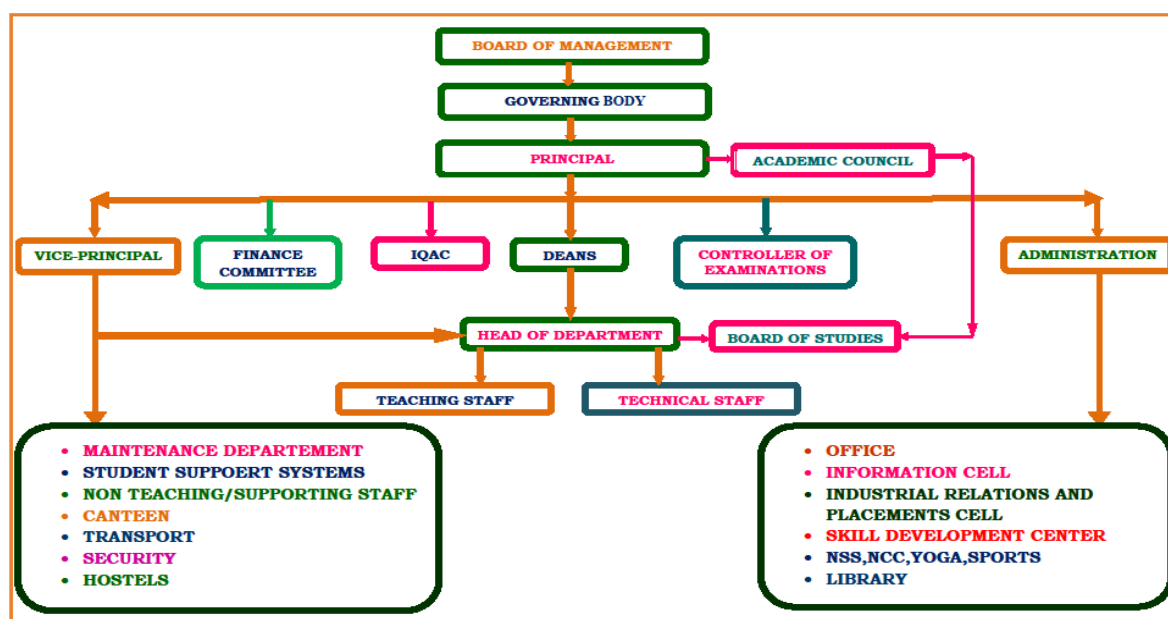 BOARD OF MANAGEMENT
GOVERNING BODY
PRINCIPAL
ACADEMIC COUNCIL
VICE-PRINCIPAL
FINANCE
COMMITTEE
IQAC
DEANS
CONTROLLER OF
EXAMINATIONS
ADMINISTRATION
HEAD OF DEPARTMENT
BOARD OF STUDIES
TEACHING STAFF
TECHNICAL STAFF
• MAINTENANCE DEPARTEMENT
• STUDENT SUPPOERT SYSTEMS
• NON TEACHING/SUPPORTING STAFF
• CANTEEN
• TRANSPORT
• SECURITY
• HOSTELS
• OFFICE
• INFORMATION CELL
• INDUSTRIAL RELATIONS AND
PLACEMENTS CELL
• SKILL DEVELOPMENT CENTER
• NSS,NCC,YOGA,SPORTS
• LIBRARY